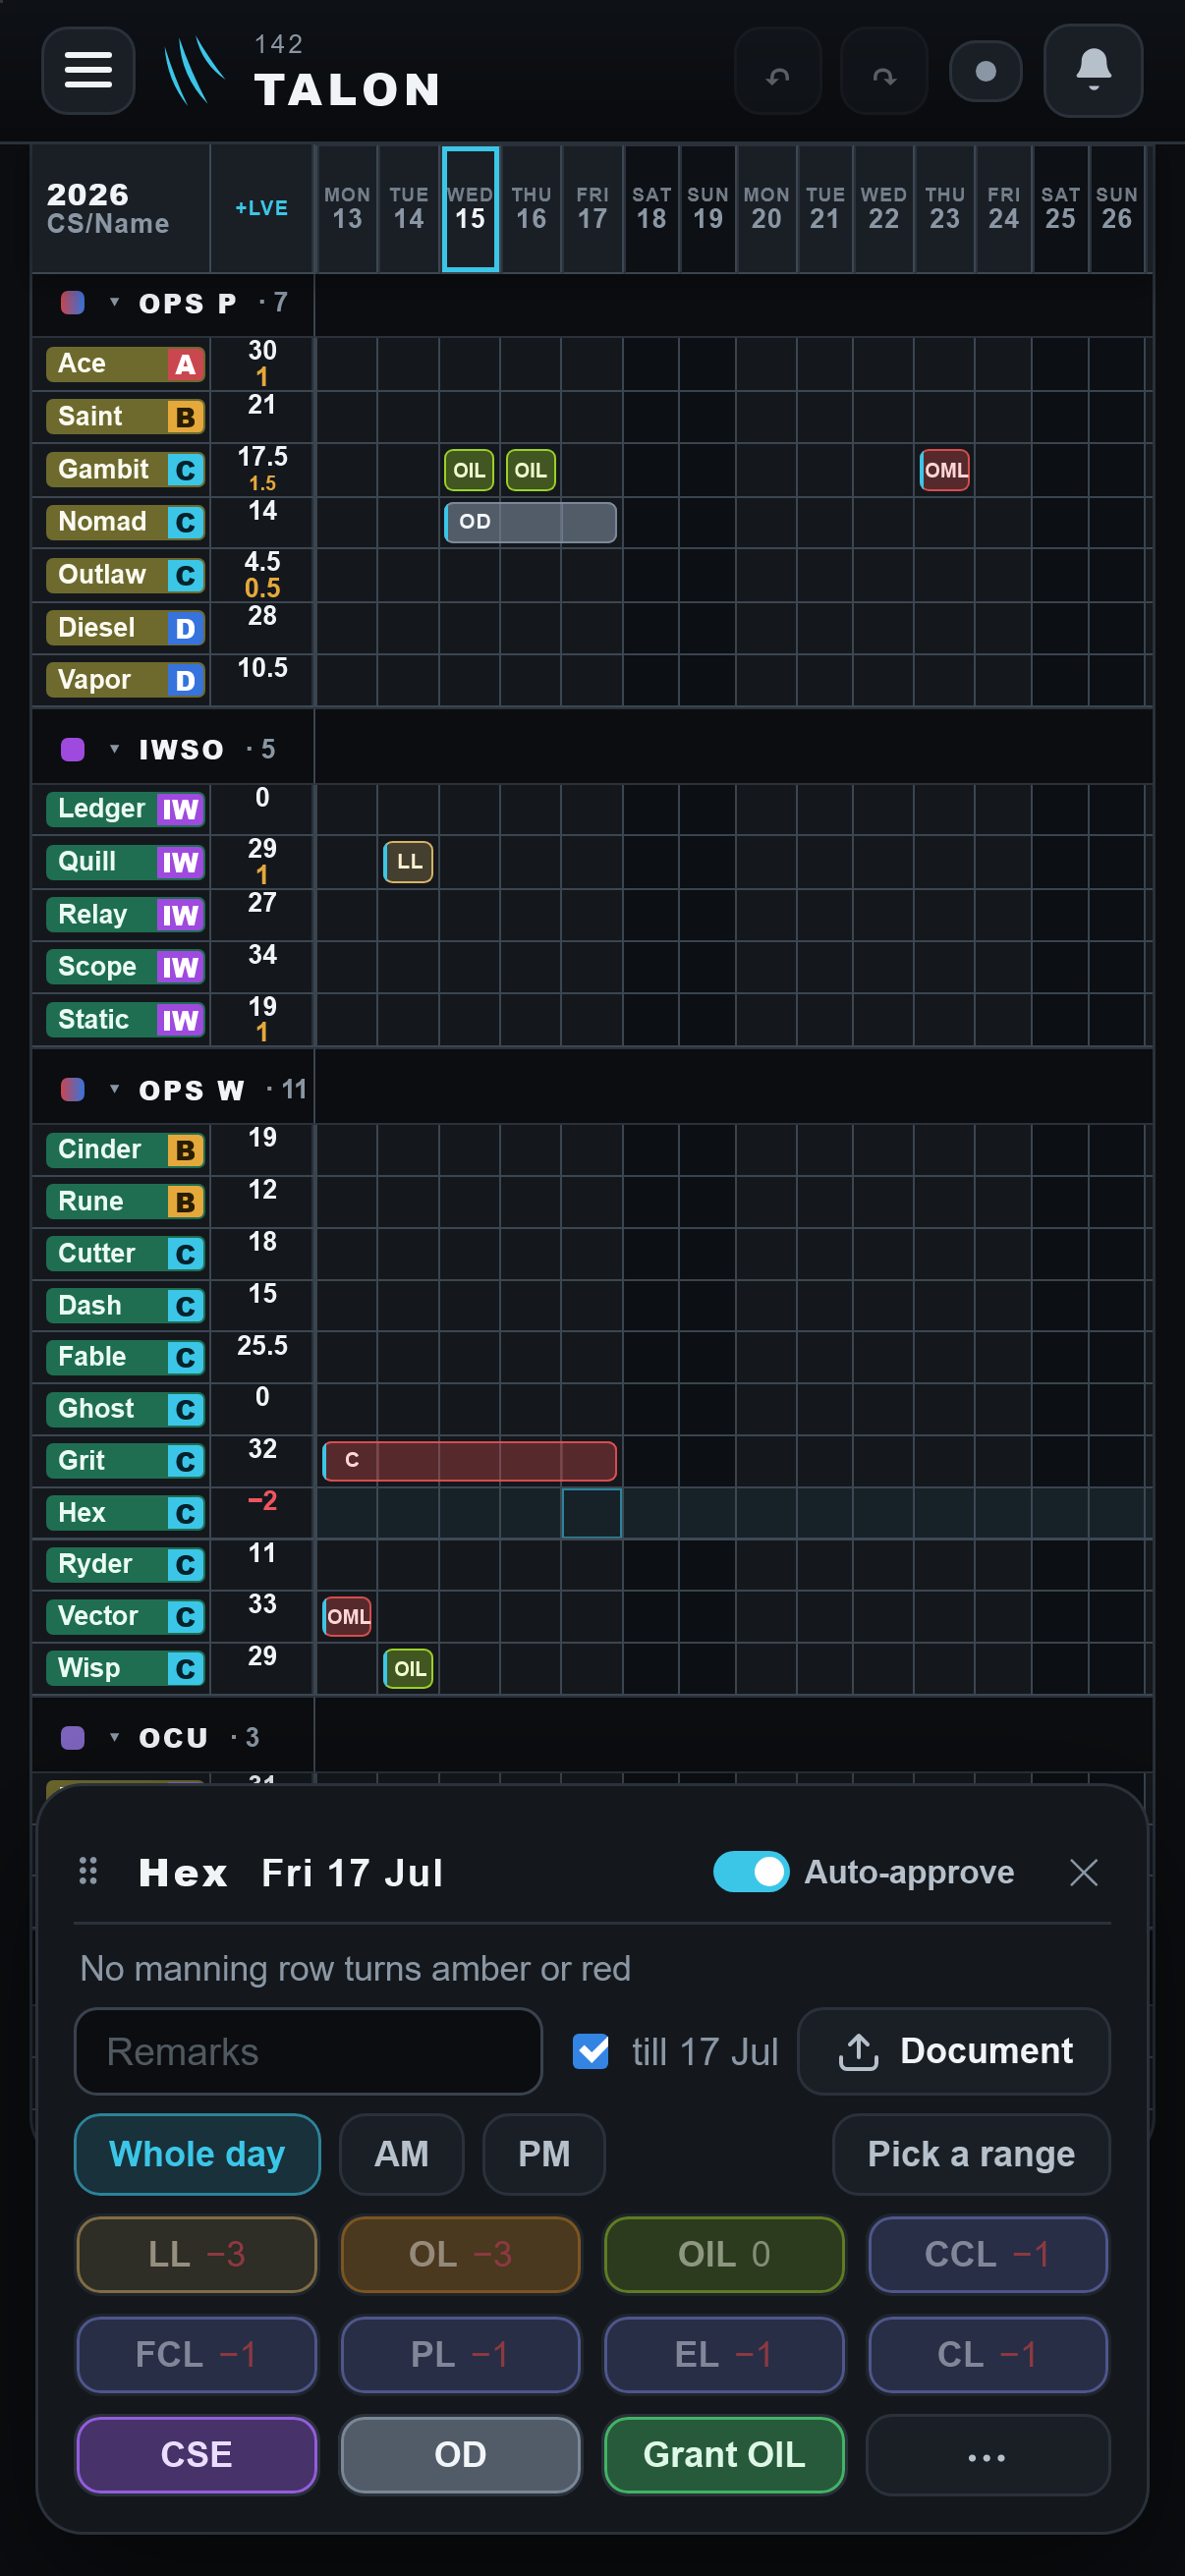 142
TALON
2026
CS/Name
+LVE
MON 13
TUE 14
WED 15
THU 16
FRI 17
SAT 18
SUN 19
MON 20
TUE 21
WED 22
THU 23
FRI 24
SAT 25
SUN 26
OPS P · 7
Ace A 30 1
Saint B 21
Gambit C 17.5 1.5 OIL OIL OML
Nomad C 14 OD
Outlaw C 4.5 0.5
Diesel D 28
Vapor D 10.5
IWSO · 5
Ledger IW 0
Quill IW 29 1 LL
Relay IW 27
Scope IW 34
Static IW 19 1
OPS W · 11
Cinder B 19
Rune B 12
Cutter C 18
Dash C 15
Fable C 25.5
Ghost C 0
Grit C 32 C
Hex C −2
Ryder C 11
Vector C 33 OML
Wisp C 29 OIL
OCU · 3
Hex Fri 17 Jul Auto-approve
No manning row turns amber or red
Remarks till 17 Jul Document
Whole day AM PM Pick a range
LL −3 OL −3 OIL 0 CCL −1
FCL −1 PL −1 EL −1 CL −1
CSE OD Grant OIL ...